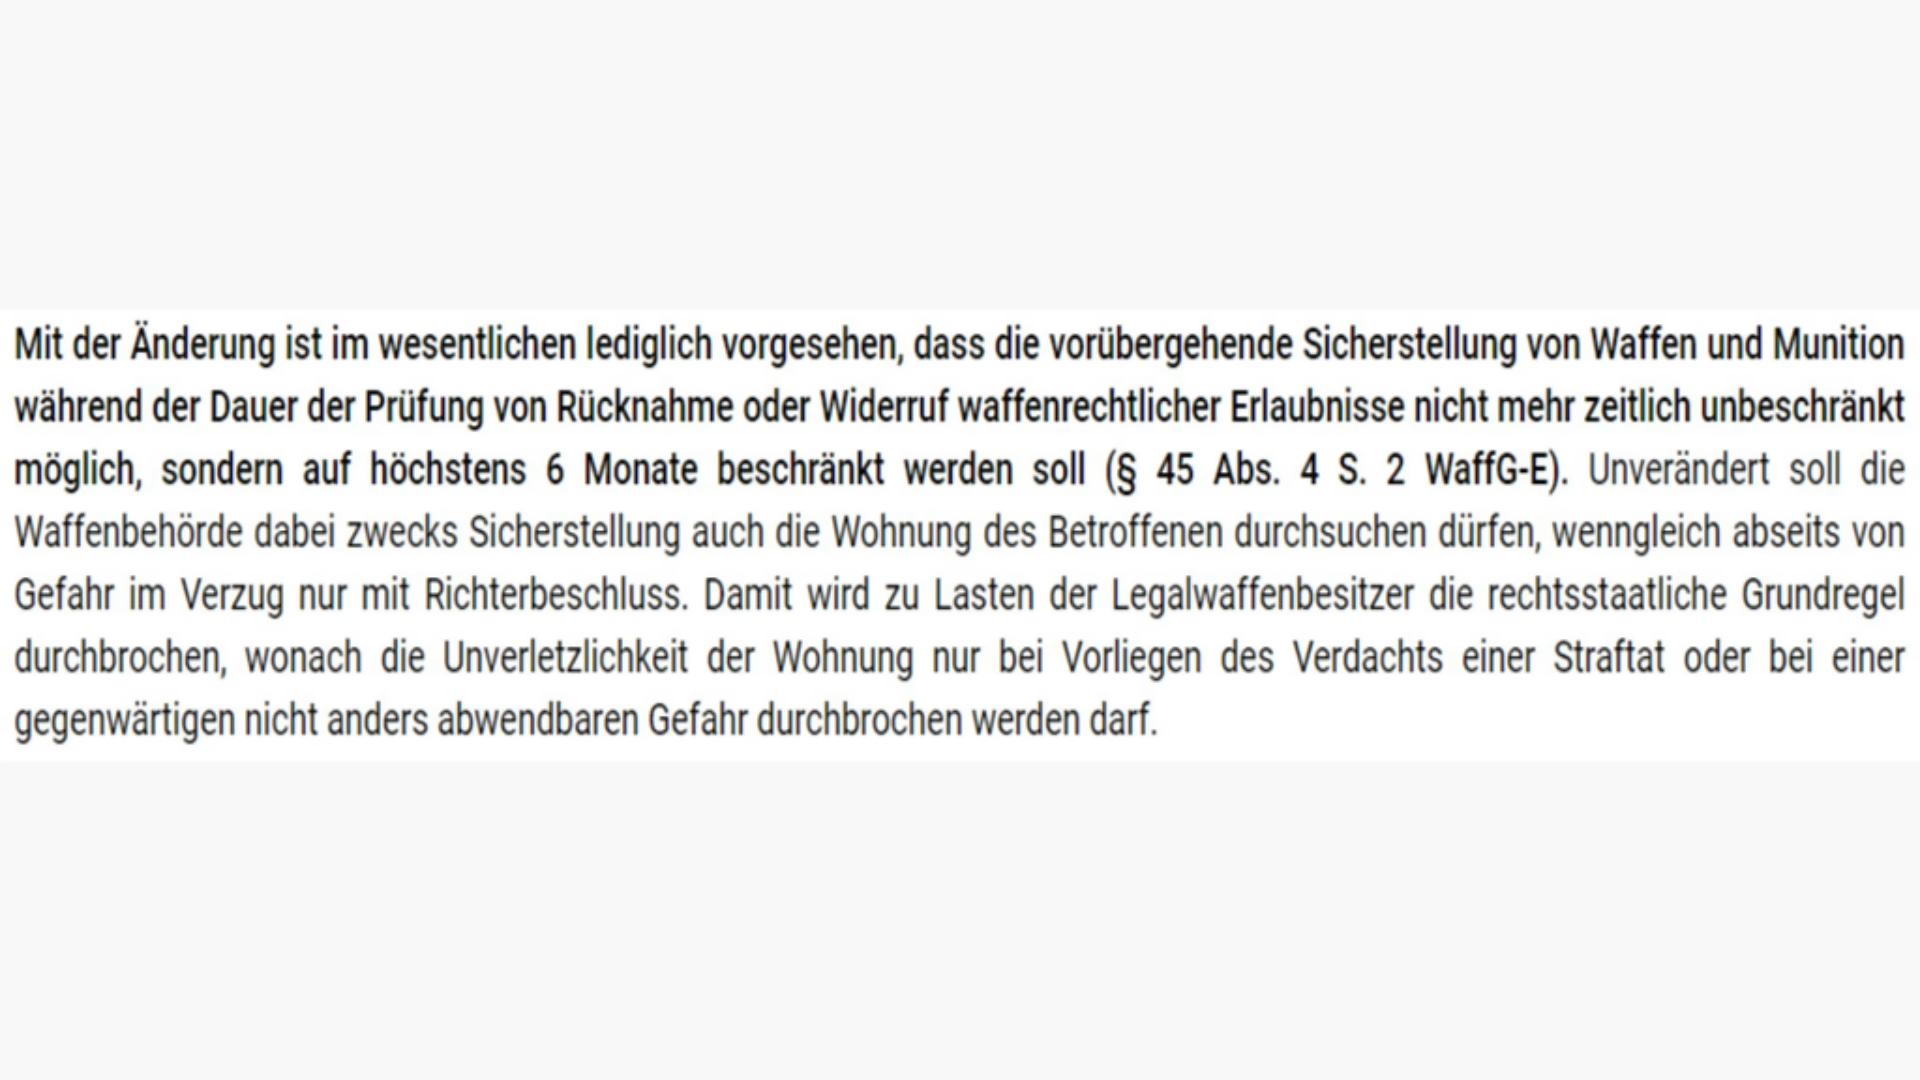 Mit der Änderung ist im wesentlichen lediglich vorgesehen, dass die vorübergehende Sicherstellung von Waffen und Munition
während der Dauer der Prüfung von Rücknahme oder Widerruf waffenrechtlicher Erlaubnisse nicht mehr zeitlich unbeschränkt
möglich, sondern auf höchstens 6 Monate beschränkt werden soll (§ 45 Abs. 4 S. 2 WaffG-E). Unverändert soll die
Waffenbehörde dabei zwecks Sicherstellung auch die Wohnung des Betroffenen durchsuchen dürfen, wenngleich abseits von
Gefahr im Verzug nur mit Richterbeschluss. Damit wird zu Lasten der Legalwaffenbesitzer die rechtsstaatliche Grundregel
durchbrochen, wonach die Unverletzlichkeit der Wohnung nur bei Vorliegen des Verdachts einer Straftat oder bei einer
gegenwärtigen nicht anders abwendbaren Gefahr durchbrochen werden darf.